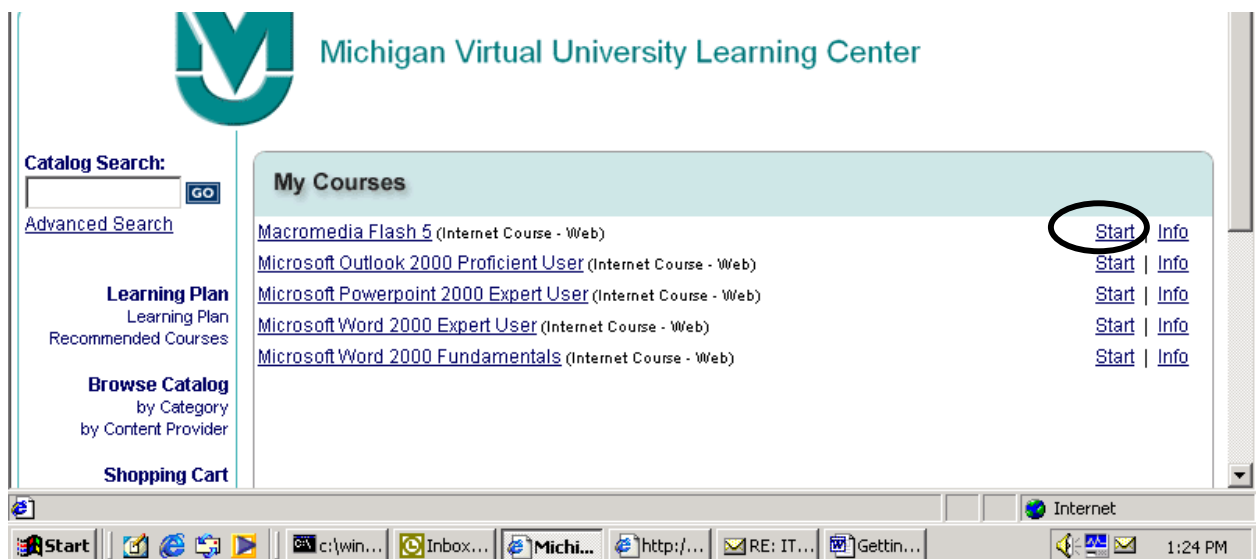 Michigan Virtual University Learning Center
Catalog Search:
GO
Advanced Search
Learning Plan
Learning Plan
Recommended Courses
Browse Catalog
by Category
by Content Provider
Shopping Cart
My Courses
Macromedia Flash 5 (Internet Course - Web) Start | Info
Microsoft Outlook 2000 Proficient User (Internet Course - Web) Start | Info
Microsoft Powerpoint 2000 Expert User (Internet Course - Web) Start | Info
Microsoft Word 2000 Expert User (Internet Course - Web) Start | Info
Microsoft Word 2000 Fundamentals (Internet Course - Web) Start | Info
Internet
Start c:\win... Inbox... Michi... http:/... RE: IT... Gettin... 1:24 PM